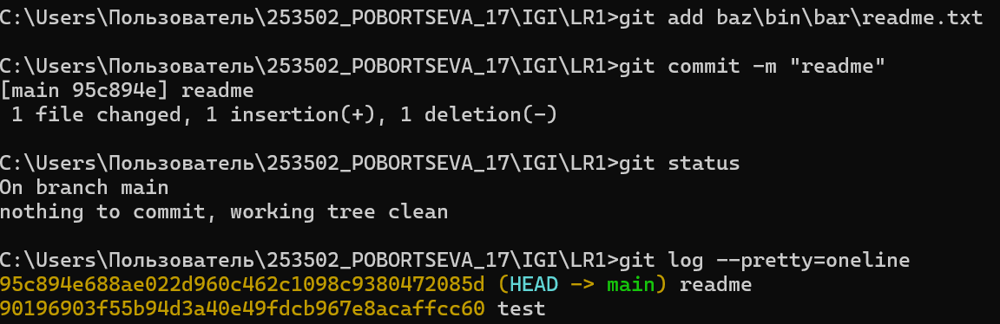 C:\Users\Пользователь\253502_POBORTSEVA_17\IGI\LR1>git add baz\bin\bar\readme.txt
C:\Users\Пользователь\253502_POBORTSEVA_17\IGI\LR1>git commit -m "readme"
[main 95c894e] readme
 1 file changed, 1 insertion(+), 1 deletion(-)
C:\Users\Пользователь\253502_POBORTSEVA_17\IGI\LR1>git status
On branch main
nothing to commit, working tree clean
C:\Users\Пользователь\253502_POBORTSEVA_17\IGI\LR1>git log --pretty=oneline
95c894e688ae022d960c462c1098c9380472085d (HEAD -> main) readme
90196903f55b94d3a40e49fdcb967e8acaffcc60 test